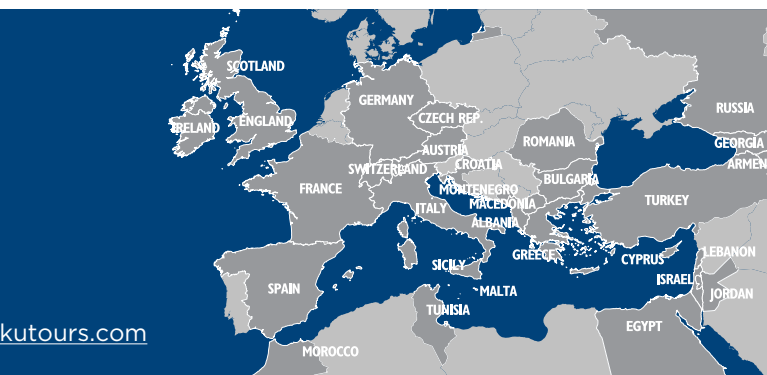 SCOTLAND
IRELAND
ENGLAND
GERMANY
CZECH REP.
AUSTRIA
SWITZERLAND
FRANCE
CROATIA
ROMANIA
RUSSIA
GEORGIA
ARMEN
MONTENEGRO
BULGARIA
MACEDONIA
ITALY
ALBANIA
TURKEY
GREECE
SICILY
SPAIN
MALTA
TUNISIA
CYPRUS
LEBANON
ISRAEL
JORDAN
EGYPT
MOROCCO
kutours.com